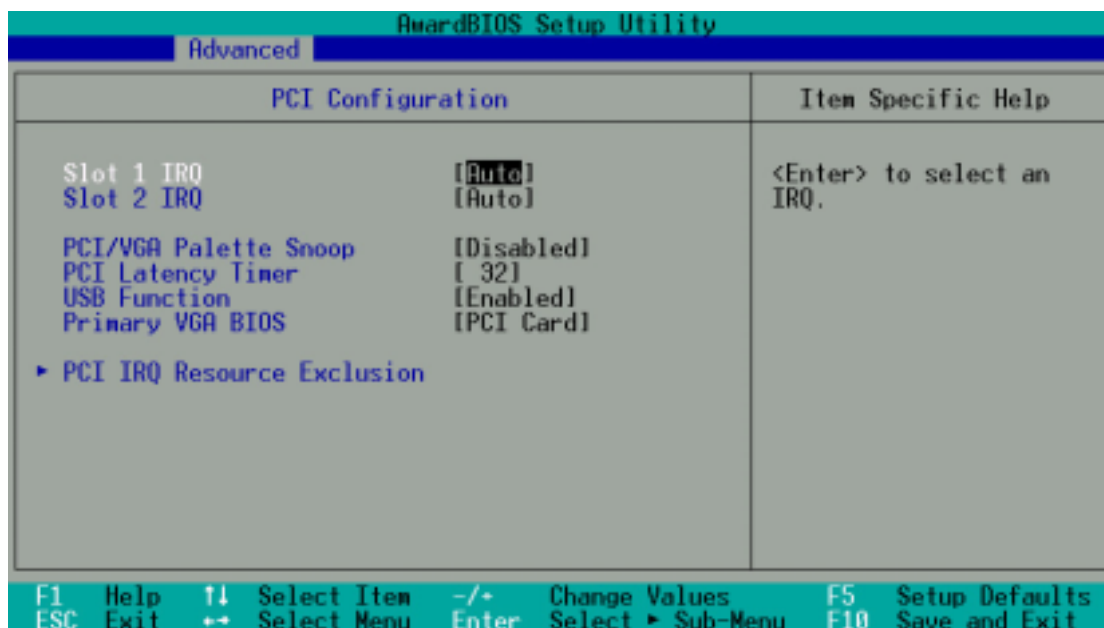 AwardBIOS Setup Utility
Advanced
PCI Configuration
Item Specific Help
Slot 1 IRQ [Auto]
Slot 2 IRQ [Auto]
PCI/VGA Palette Snoop [Disabled]
PCI Latency Timer [ 32]
USB Function [Enabled]
Primary VGA BIOS [PCI Card]
▸ PCI IRQ Resource Exclusion
<Enter> to select an
IRQ.
F1 Help ↑↓ Select Item -/+ Change Values F5 Setup Defaults
ESC Exit ←→ Select Menu Enter Select ▸ Sub-Menu F10 Save and Exit